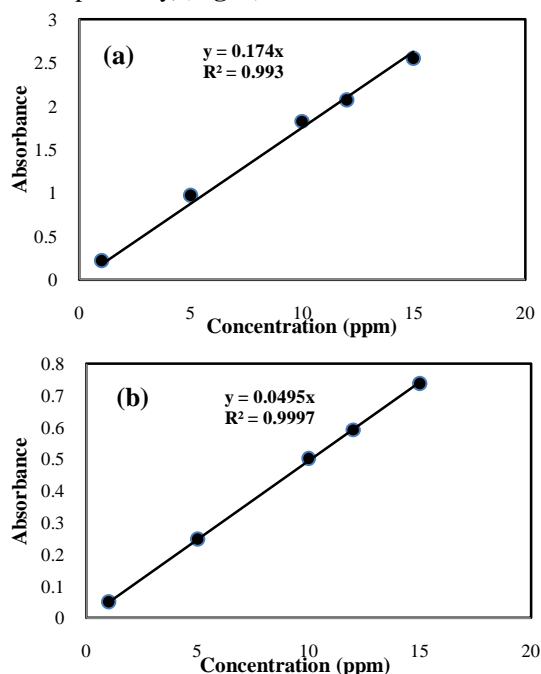 3
2.5
2
1.5
1
0.5
0
(a)
y = 0.174x
R² = 0.993
Absorbance
0 5 10 15 20
Concentration (ppm)
0.8
0.7
0.6
0.5
0.4
0.3
0.2
0.1
0
(b)
y = 0.0495x
R² = 0.9997
Absorbance
0 5 10 15 20
Concentration (ppm)